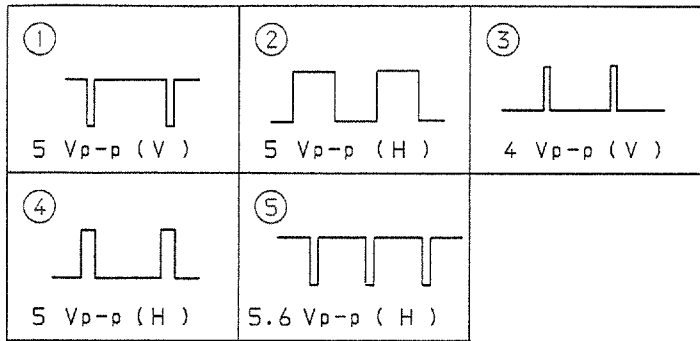 ①
②
③
5 Vp-p ( V )
5 Vp-p ( H )
4 Vp-p ( V )
④
⑤
5 Vp-p ( H )
5.6 Vp-p ( H )